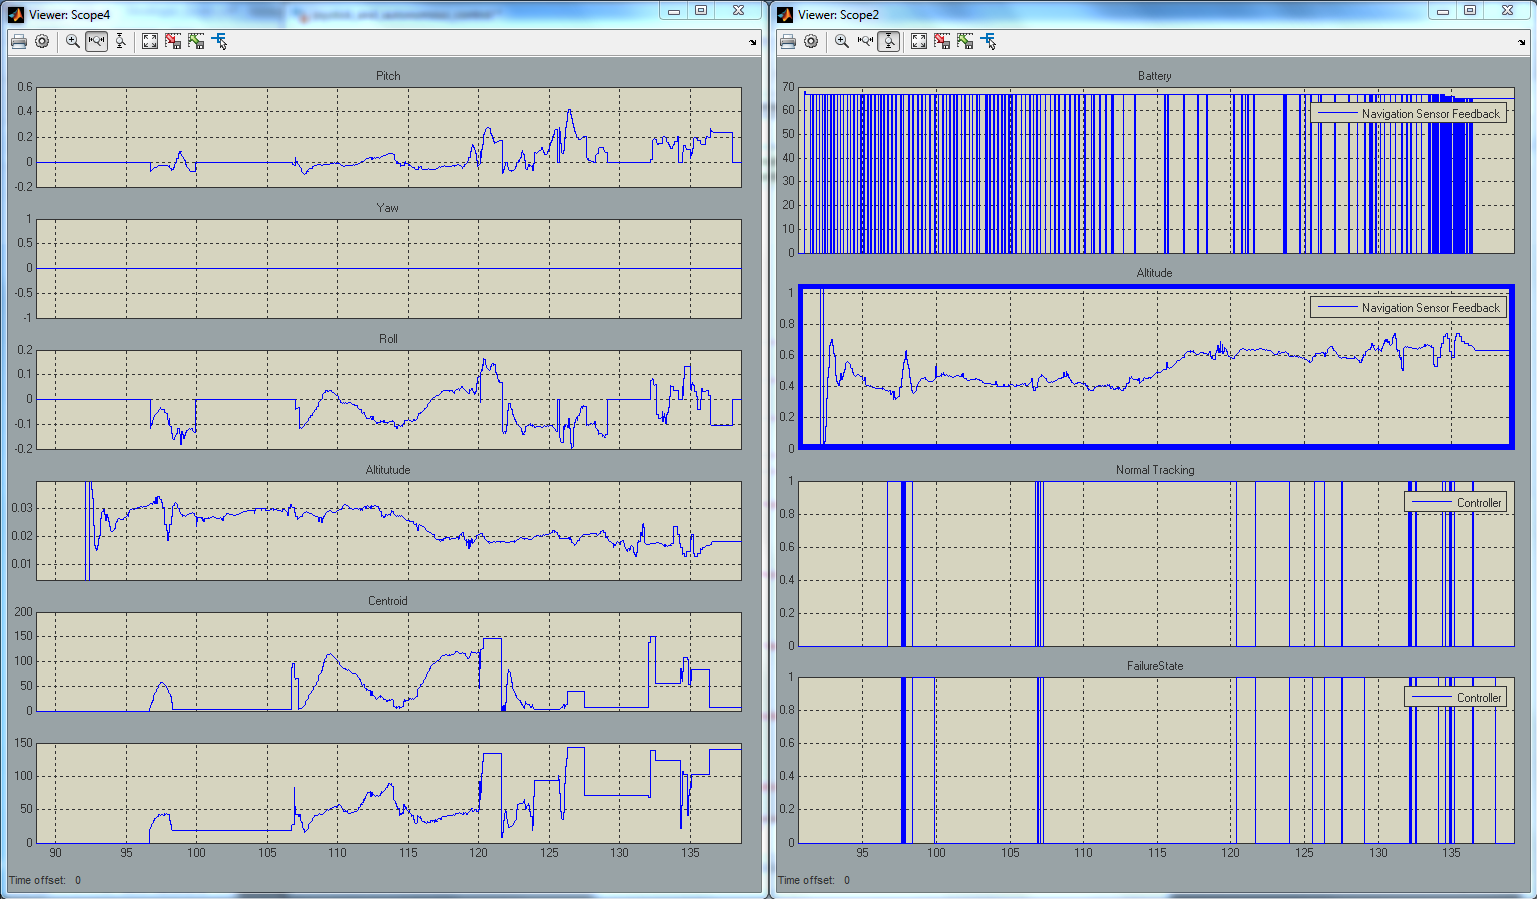 Viewer: Scope4
Pitch
0.6
0.4
0.2
0
-0.2
Yaw
1
0.5
0
-0.5
-1
Roll
0.2
0.1
0
-0.1
-0.2
Altitutude
0.03
0.02
0.01
Centroid
200
150
100
50
0
150
100
50
0
90 95 100 105 110 115 120 125 130 135
Time offset: 0
Viewer: Scope2
Battery
70
60
50
40
30
20
10
0
Navigation Sensor Feedback
Altitude
1
0.8
0.6
0.4
0.2
0
Navigation Sensor Feedback
Normal Tracking
1
0.8
0.6
0.4
0.2
0
Controller
FailureState
1
0.8
0.6
0.4
0.2
0
Controller
95 100 105 110 115 120 125 130 135
Time offset: 0